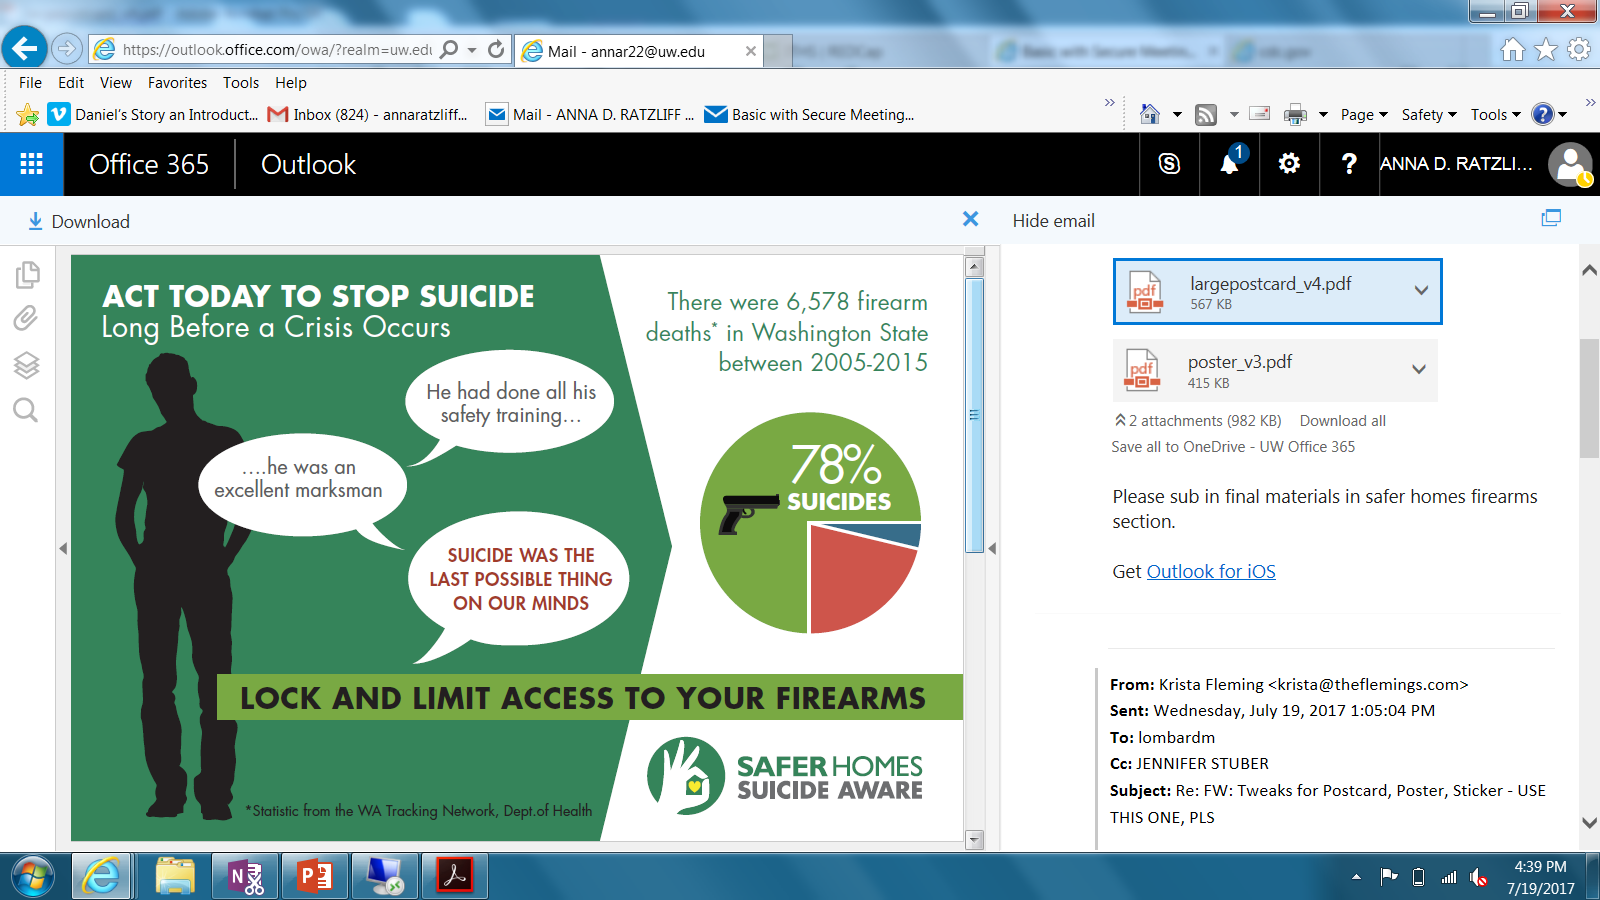 https://outlook.office.com/owa/?realm=uw.edu
Mail - annar22@uw.edu
Basic with Secure Meetin...
File Edit View Favorites Tools Help
Daniel's Story an Introduct...
Inbox (824) - annaratzliff...
Mail - ANNA D. RATZLIFF ...
Basic with Secure Meeting...
Page
Safety
Tools
Office 365
Outlook
1
?
ANNA D. RATZLI...
Download
Hide email
ACT TODAY TO STOP SUICIDE
Long Before a Crisis Occurs
He had done all his
safety training...
....he was an
excellent marksman
SUICIDE WAS THE
LAST POSSIBLE THING
ON OUR MINDS
There were 6,578 firearm
deaths* in Washington State
between 2005-2015
78%
SUICIDES
LOCK AND LIMIT ACCESS TO YOUR FIREARMS
SAFER HOMES
SUICIDE AWARE
*Statistic from the WA Tracking Network, Dept.of Health
pdf
largepostcard_v4.pdf
567 KB
pdf
poster_v3.pdf
415 KB
2 attachments (982 KB) Download all
Save all to OneDrive - UW Office 365
Please sub in final materials in safer homes firearms
section.
Get Outlook for iOS
From: Krista Fleming <krista@theflemings.com>
Sent: Wednesday, July 19, 2017 1:05:04 PM
To: lombardm
Cc: JENNIFER STUBER
Subject: Re: FW: Tweaks for Postcard, Poster, Sticker - USE
THIS ONE, PLS
4:39 PM
7/19/2017